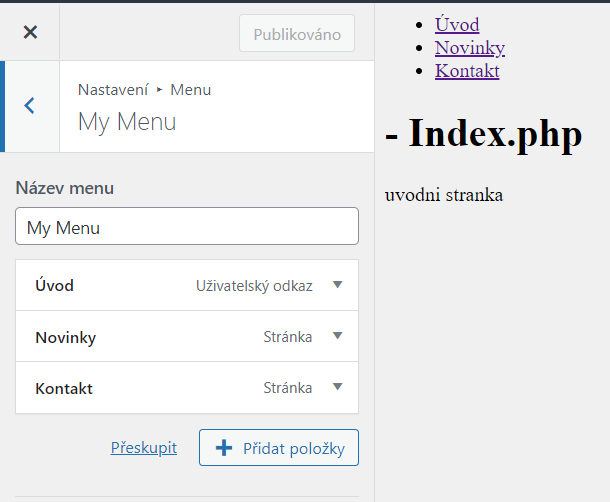 Publikováno
Nastavení ▸ Menu
My Menu
Název menu
My Menu
Úvod Uživatelský odkaz
Novinky Stránka
Kontakt Stránka
Přeskupit
Přidat položky
Úvod
Novinky
Kontakt
- Index.php
uvodni stranka